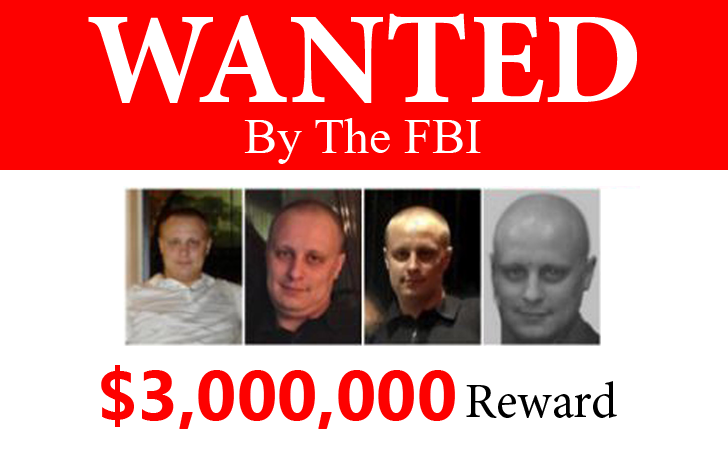 WANTED
By The FBI
$3,000,000 Reward